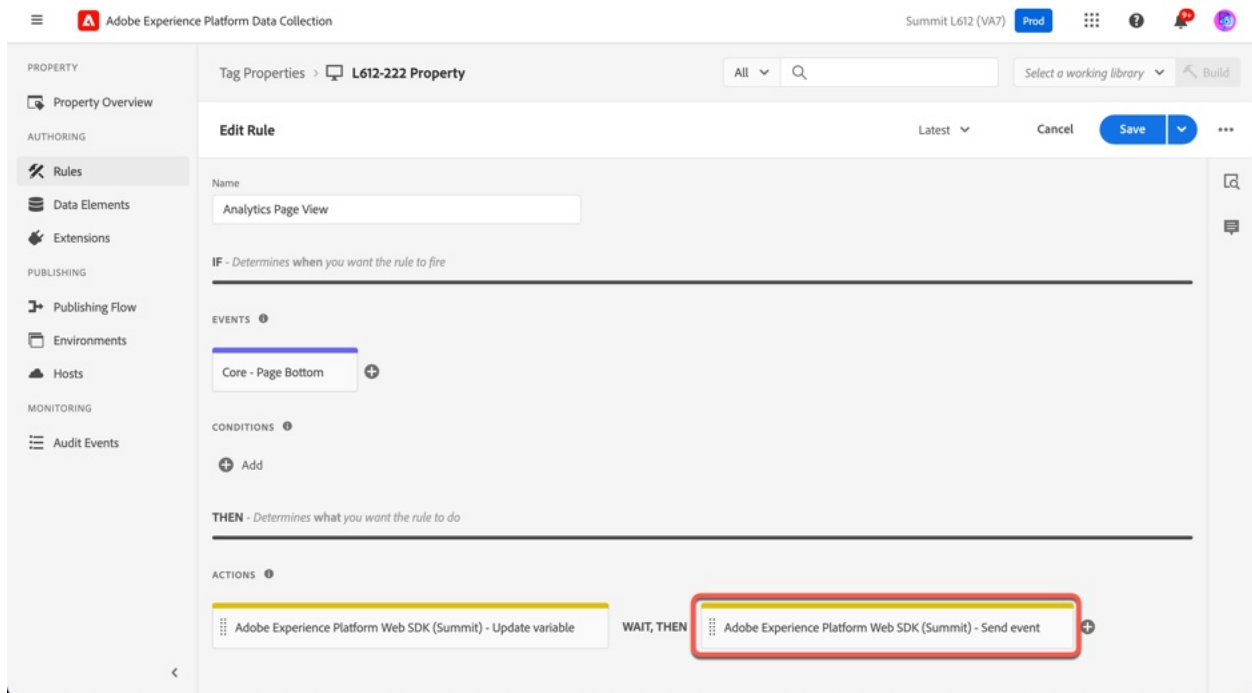 Adobe Experience Platform Data Collection
Summit L612 (VA7)
Prod
9+
PROPERTY
Property Overview
AUTHORING
Rules
Data Elements
Extensions
PUBLISHING
Publishing Flow
Environments
Hosts
MONITORING
Audit Events
Tag Properties > L612-222 Property
All
Select a working library
Build
Edit Rule
Latest
Cancel
Save
Name
Analytics Page View
IF - Determines when you want the rule to fire
EVENTS
Core - Page Bottom
CONDITIONS
Add
THEN - Determines what you want the rule to do
ACTIONS
Adobe Experience Platform Web SDK (Summit) - Update variable
WAIT, THEN
Adobe Experience Platform Web SDK (Summit) - Send event